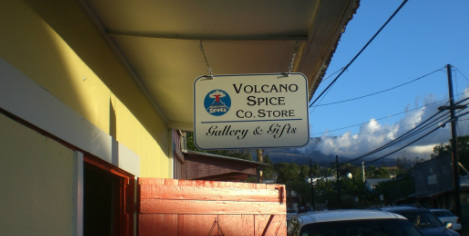 VOLCANO
SPICE
CO. STORE
Gallery & Gifts